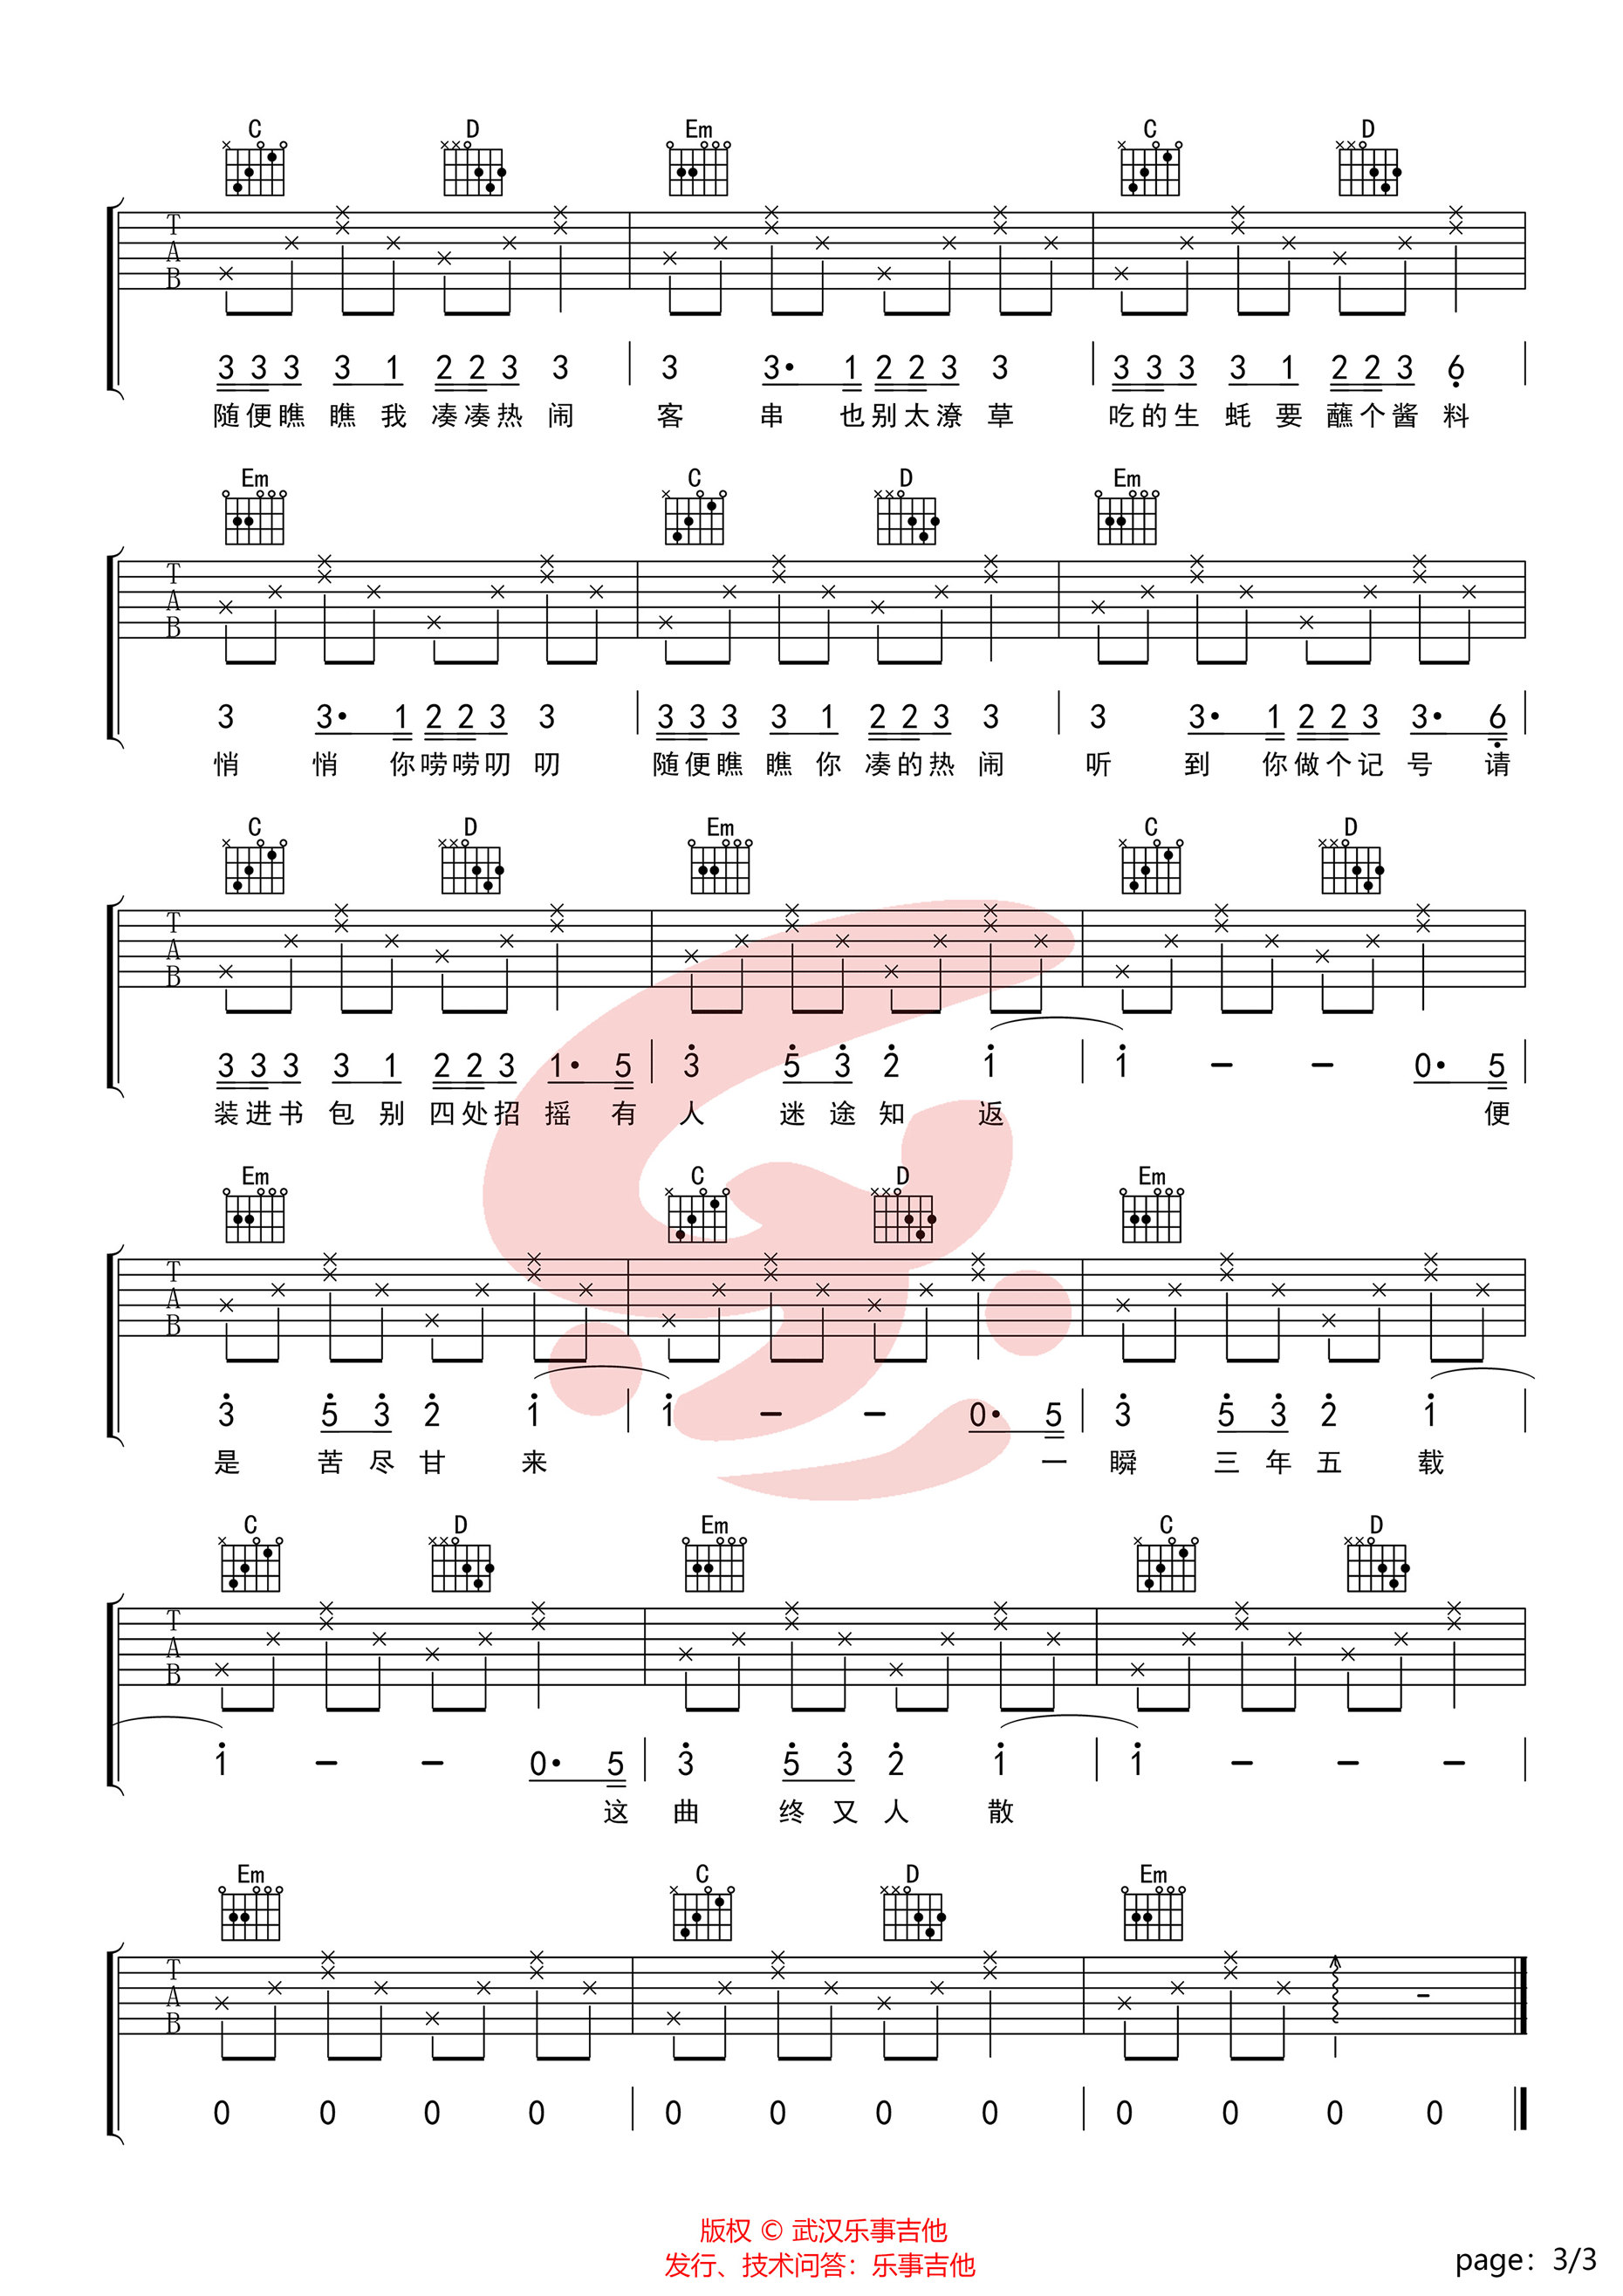 C D Em C D
T A B
3 3 3 3 1 2 2 3 3 | 3 3· 1 2 2 3 3 | 3 3 3 3 1 2 2 3 6
随便瞧 瞧 我 凑凑热 闹 客 串 也别太潦 草 吃的生 蚝 要 蘸个酱 料
Em C D Em
T A B
3 3· 1 2 2 3 3 | 3 3 3 3 1 2 2 3 3 | 3 3· 1 2 2 3 3· 6
悄 悄 你唠唠叨 叨 随便瞧 瞧 你 凑的热 闹 听 到 你做个记 号 请
C D Em C D
T A B
3 3 3 3 1 2 2 3 1· 5 | 3 5 3 2 1 | 1 - - 0· 5
装进书 包 别 四处招 摇 有 人 迷 途 知 返 便
Em C D Em
T A B
3 5 3 2 1 | 1 - - 0· 5 | 3 5 3 2 1
是 苦 尽 甘 来 一 瞬 三 年 五 载
C D Em C D
T A B
1 - - 0· 5 | 3 5 3 2 1 | 1 - - -
这 曲 终 又 人 散
Em C D Em
T A B
0 0 0 0 | 0 0 0 0 | 0 0 0 0
版权 © 武汉乐事吉他
发行、技术问答：乐事吉他
page：3/3